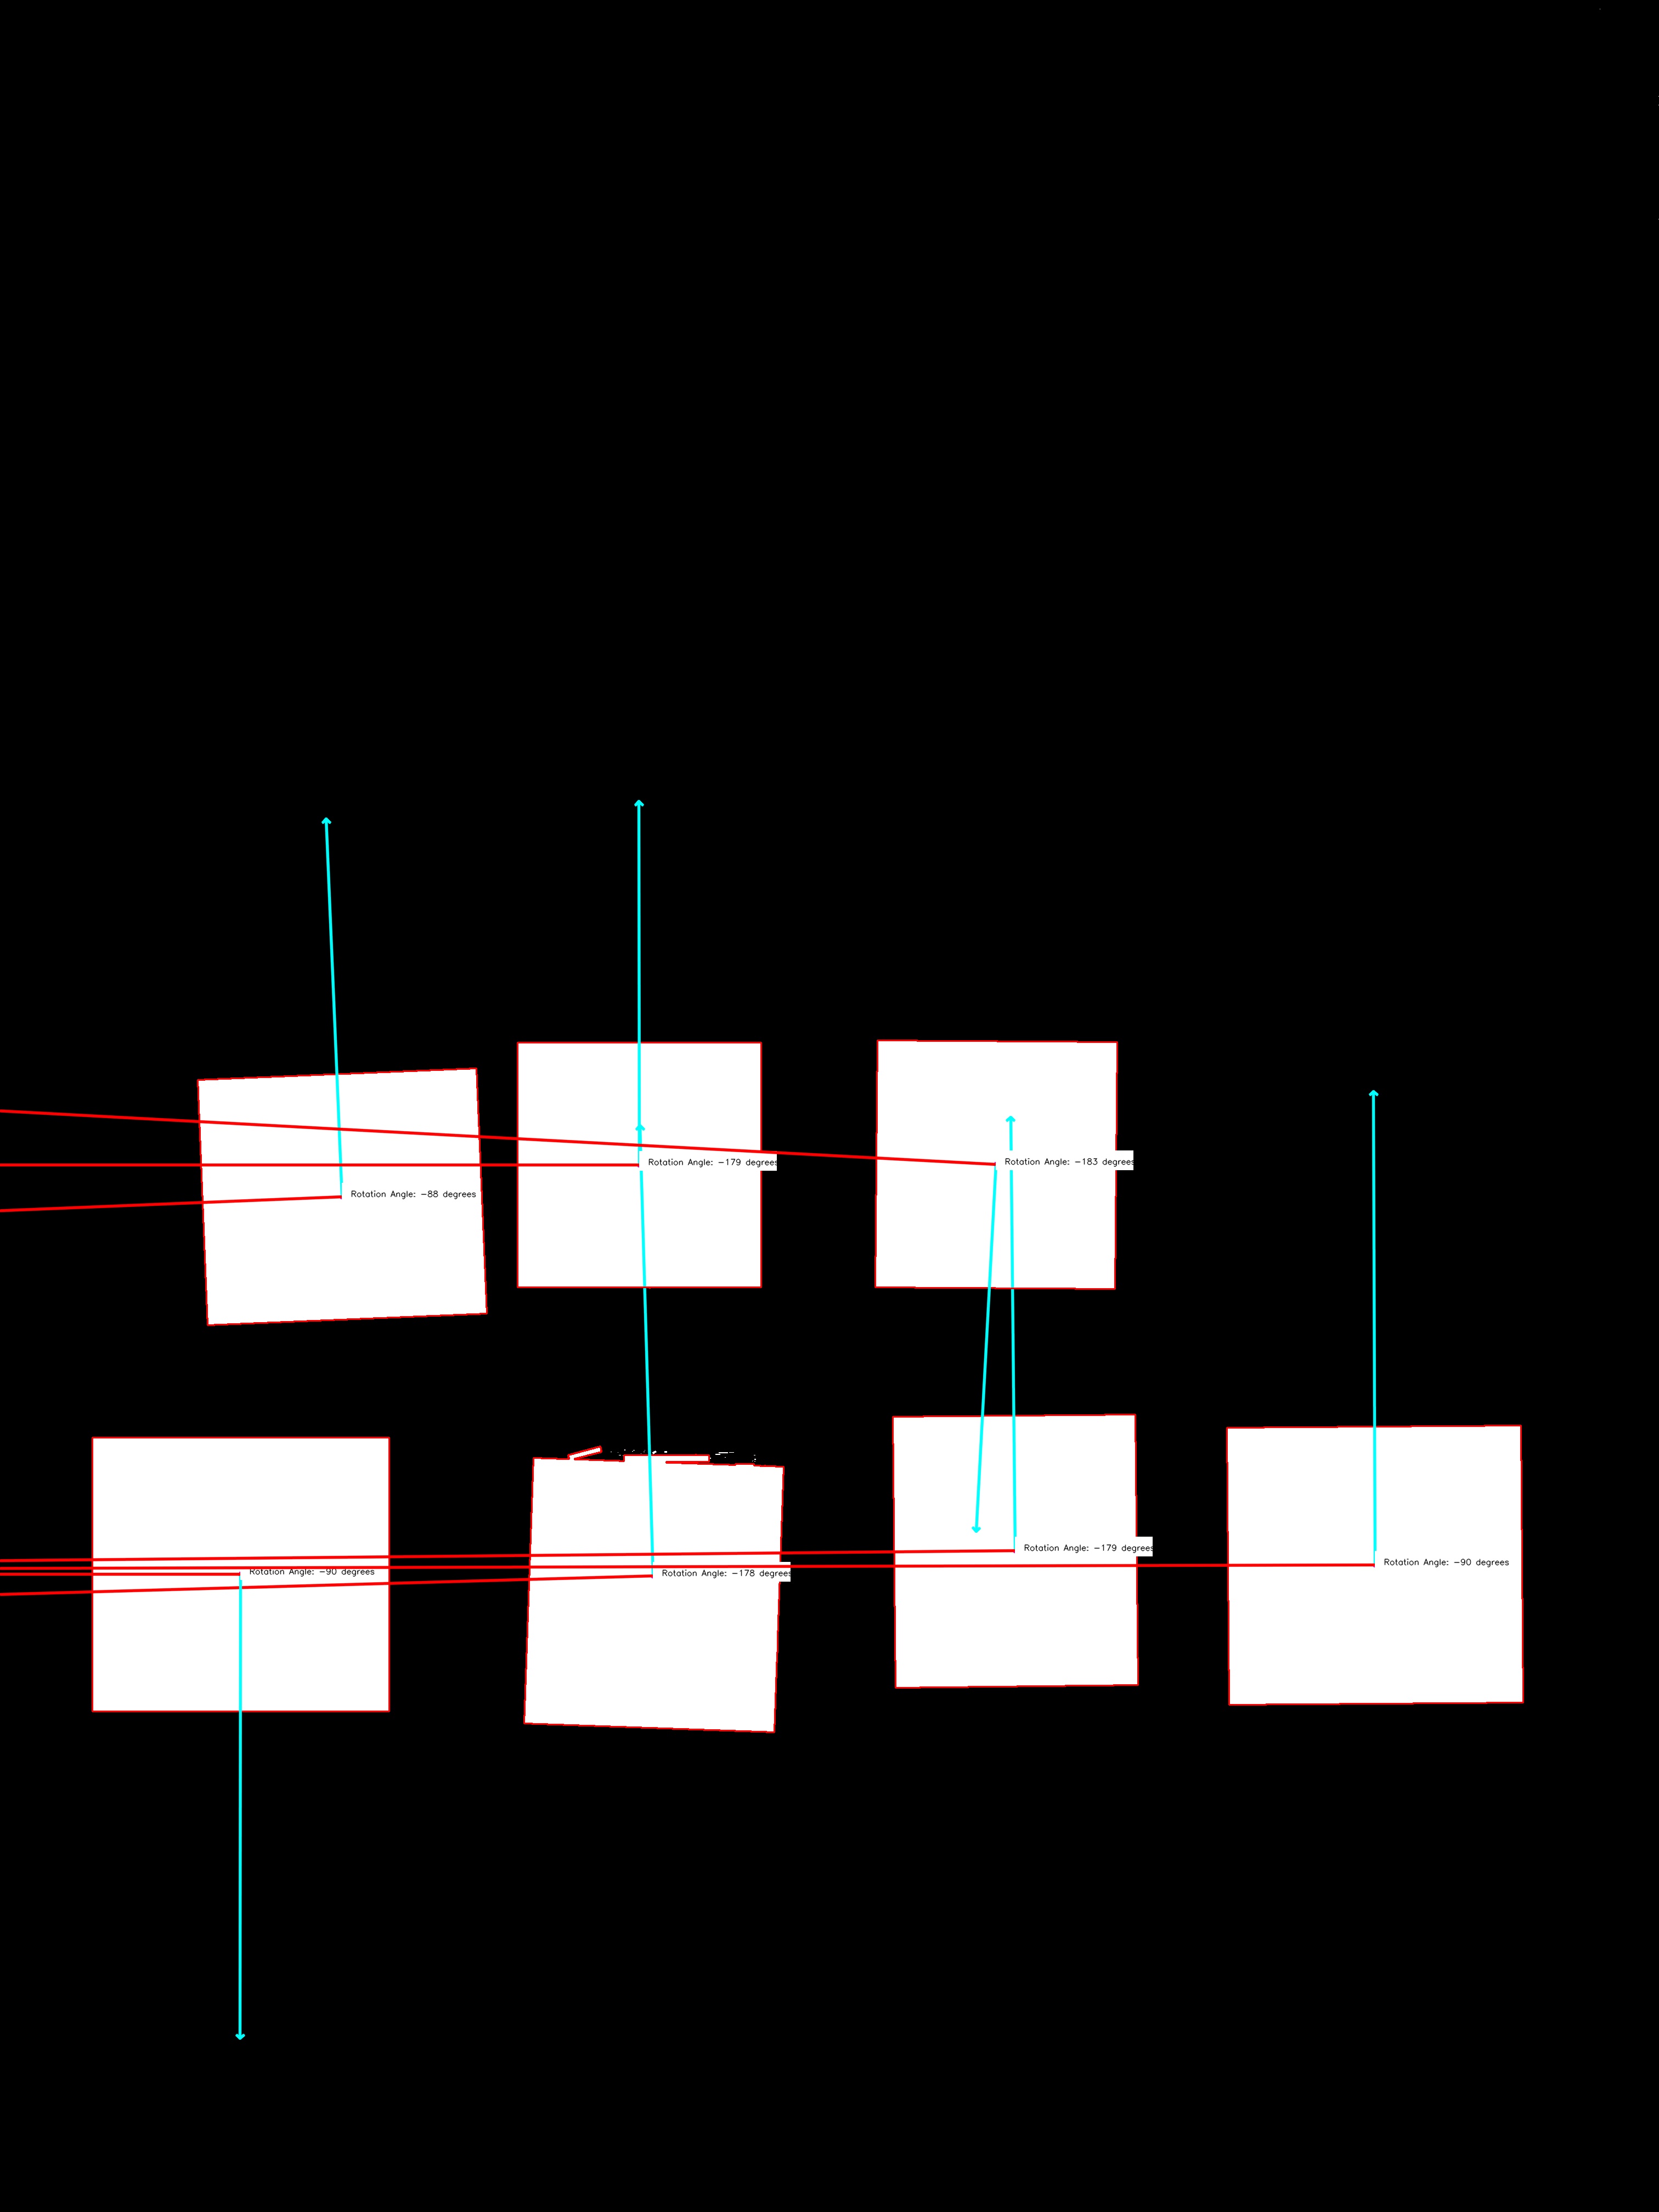 Rotation Angle: -179 degrees
Rotation Angle: -183 degrees
Rotation Angle: -88 degrees
Rotation Angle: -179 degrees
Rotation Angle: -90 degrees
Rotation Angle: -90 degrees
Rotation Angle: -178 degrees